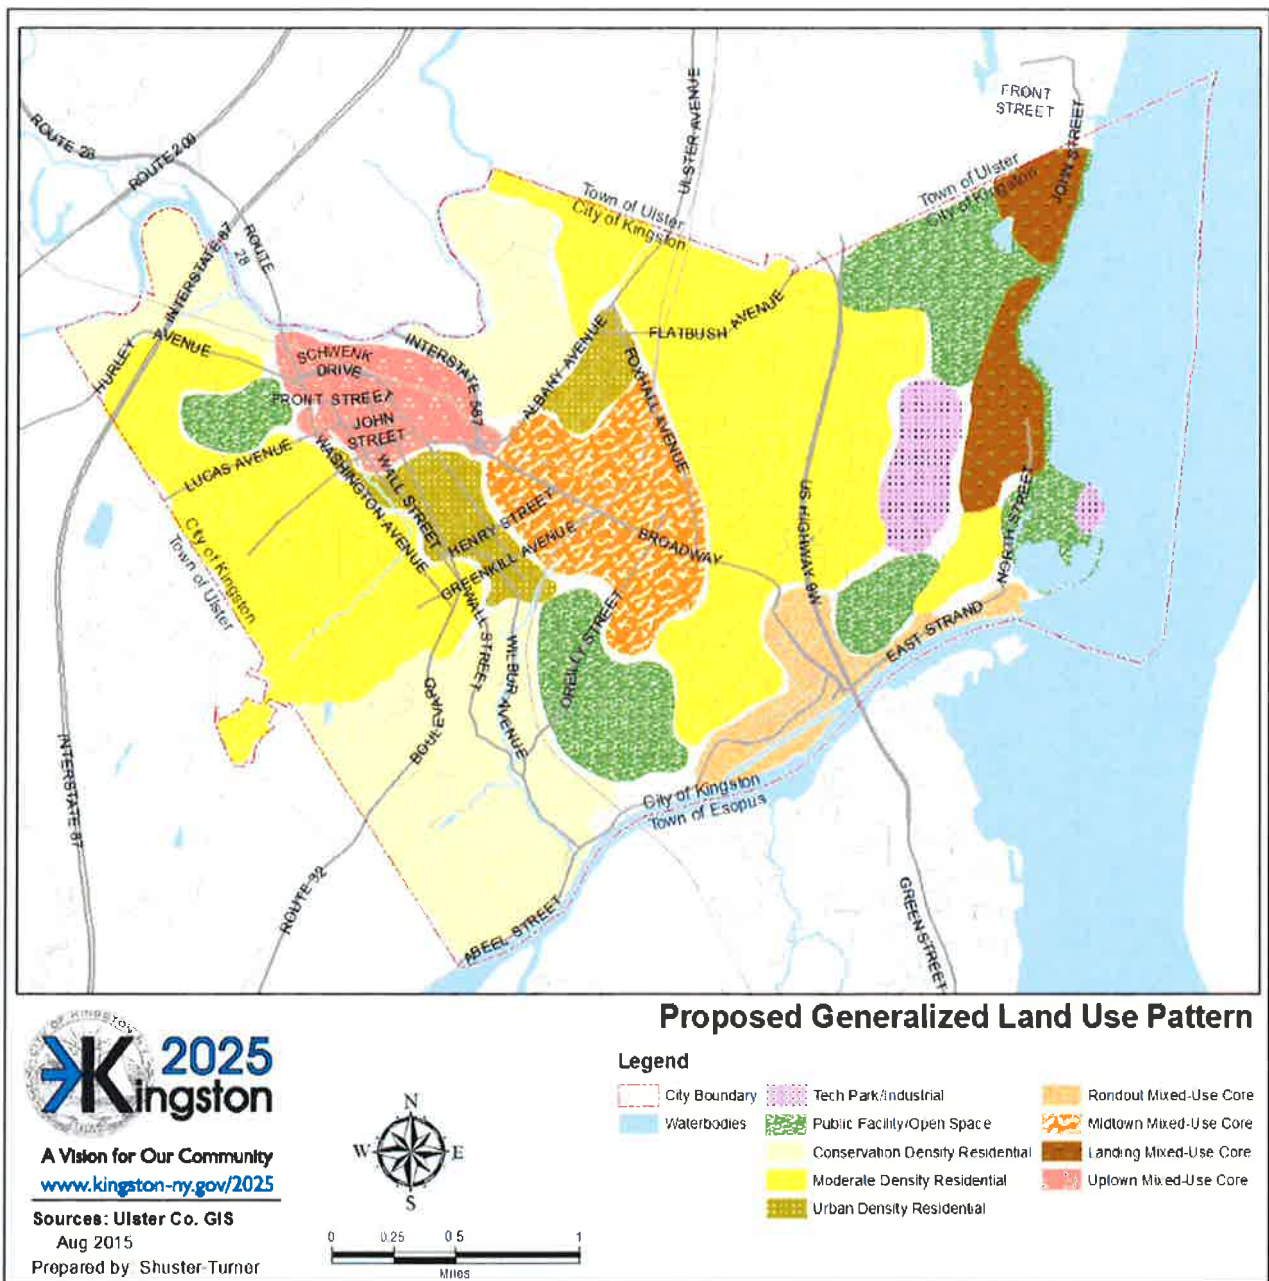 FRONT
STREET
JOHN STREET
ULSTER AVENUE
ROUTE 28
ROUTE 209
Town of Ulster
City of Kingston
Town of Ulster
City of Kingston
INTERSTATE 87
ROUTE
28
HURLEY
AVENUE
SCHWENK
DRIVE
INTERSTATE 587
ALBANY AVENUE
FLATBUSH AVENUE
FOXHALL AVENUE
FRONT STREET
JOHN
STREET
LUCAS AVENUE
WASHINGTON AVENUE
WALL STREET
HENRY STREET
GREENKILL AVENUE
BROADWAY
US HIGHWAY 9W
NORTH STREET
City of Kingston
Town of Ulster
EAST STRAND
WALL STREET
WILBUR AVENUE
OREILLY STREET
BOULEVARD
INTERSTATE 87
City of Kingston
Town of Esopus
ROUTE 32
ABEEL STREET
GREEN STREET
Proposed Generalized Land Use Pattern
CITY OF KINGSTON
2025
Kingston
A Vision for Our Community
www.kingston-ny.gov/2025
Sources: Ulster Co. GIS
Aug 2015
Prepared by: Shuster-Turner
N
W E
S
0 0.25 0.5 1
Miles
Legend
City Boundary
Waterbodies
Tech Park/Industrial
Public Facility/Open Space
Conservation Density Residential
Moderate Density Residential
Urban Density Residential
Rondout Mixed-Use Core
Midtown Mixed-Use Core
Landing Mixed-Use Core
Uptown Mixed-Use Core